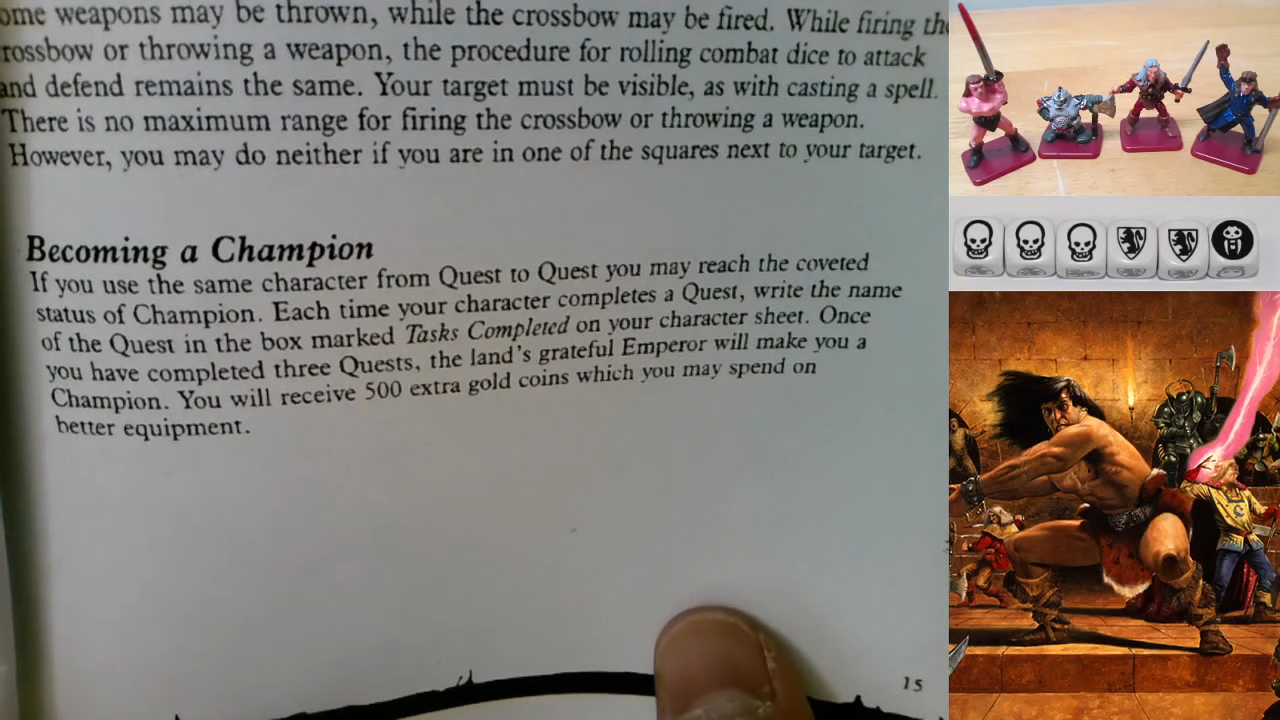 ome weapons may be thrown, while the crossbow may be fired. While firing the
rossbow or throwing a weapon, the procedure for rolling combat dice to attack
and defend remains the same. Your target must be visible, as with casting a spell.
There is no maximum range for firing the crossbow or throwing a weapon.
However, you may do neither if you are in one of the squares next to your target.
Becoming a Champion
If you use the same character from Quest to Quest you may reach the coveted
status of Champion. Each time your character completes a Quest, write the name
of the Quest in the box marked Tasks Completed on your character sheet. Once
you have completed three Quests, the land's grateful Emperor will make you a
Champion. You will receive 500 extra gold coins which you may spend on
better equipment.
15